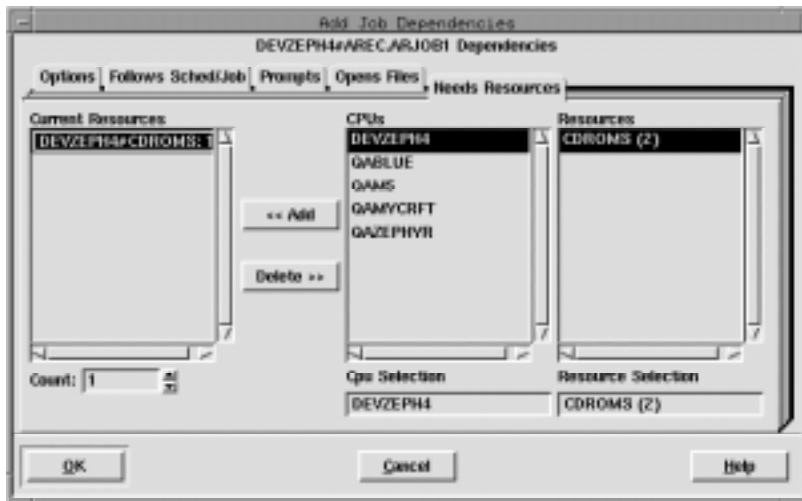 Add Job Dependencies
DEVZEPH4#AREC.ARJOB1 Dependencies
Options Follows Sched/Job Prompts Opens Files Needs Resources
Current Resources
DEVZEPH4#CDROMS: 1
<< Add
Delete >>
Count: 1
CPUs
DEVZEPH4
QABLUE
QAMS
QAMYCRFT
QAZEPHYR
Cpu Selection
DEVZEPH4
Resources
CDROMS (2)
Resource Selection
CDROMS (2)
OK Cancel Help